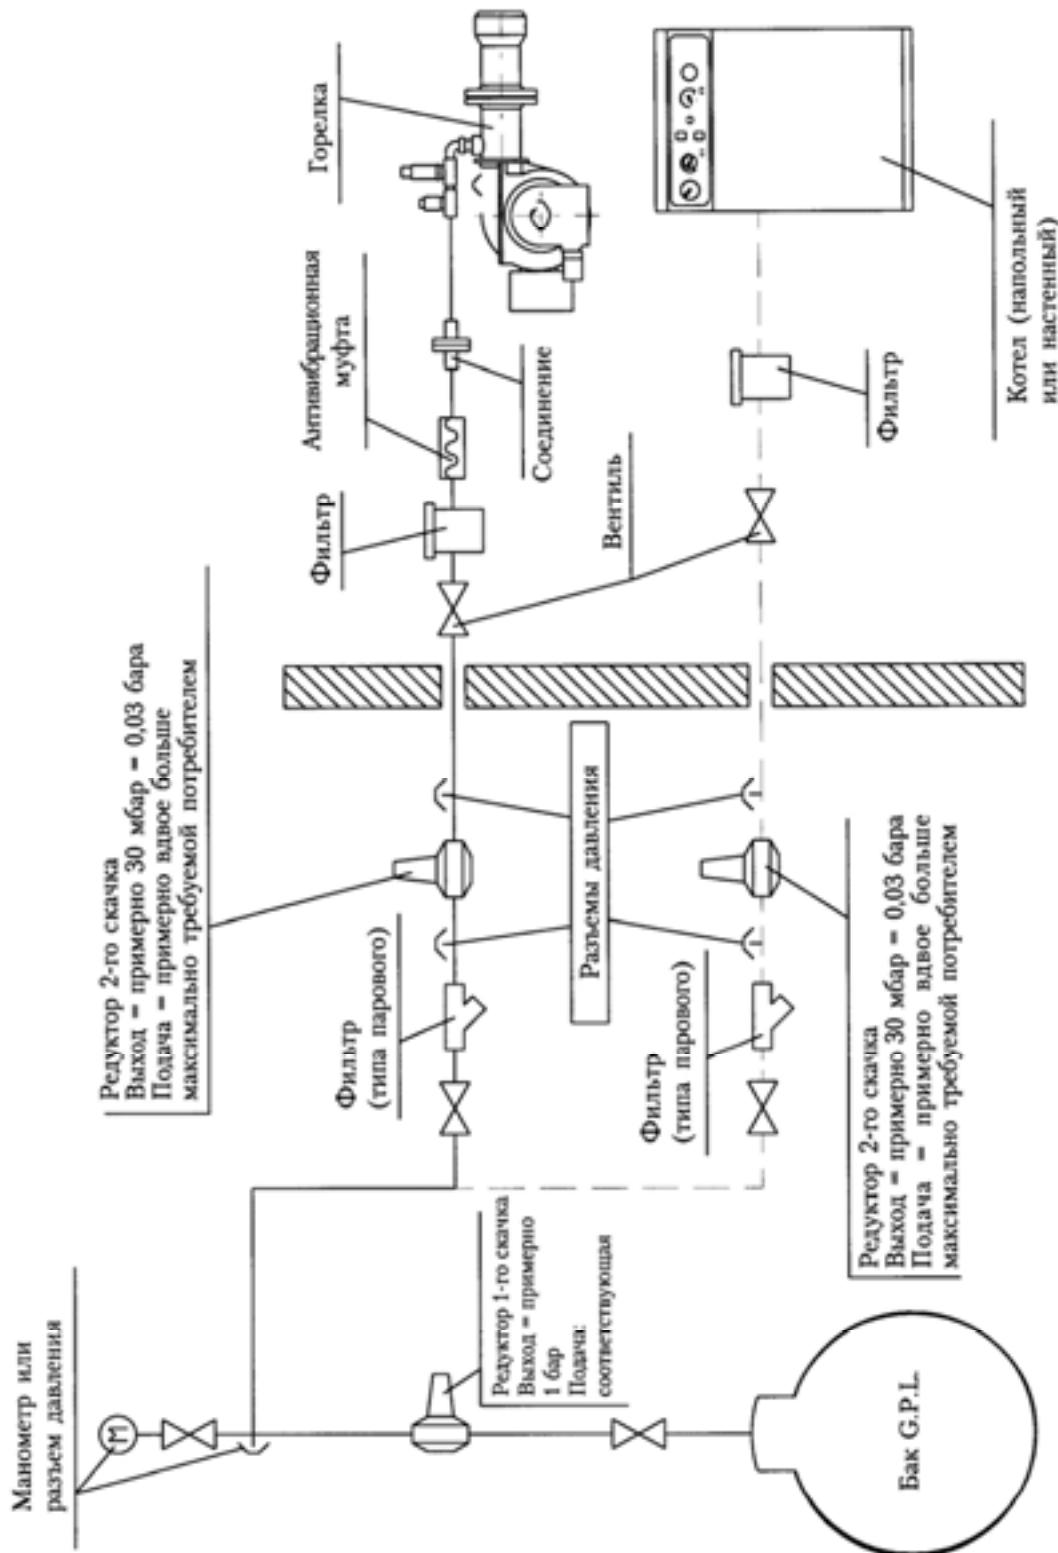 Манометр или
разъем давления
M
Редуктор 2-го скачка
Выход = примерно 30 мбар = 0,03 бара
Подача = примерно вдвое больше
максимально требуемой потребителем
Фильтр
Антивибрационная
муфта
Горелка
Соединение
Вентиль
Фильтр
(типа парового)
Разъемы давления
Редуктор 1-го скачка
Выход = примерно
1 бар
Подача:
соответствующая
Фильтр
(типа парового)
Фильтр
Котел (напольный
или настенный)
Редуктор 2-го скачка
Выход = примерно 30 мбар = 0,03 бара
Подача = примерно вдвое больше
максимально требуемой потребителем
Бак G.P.L.